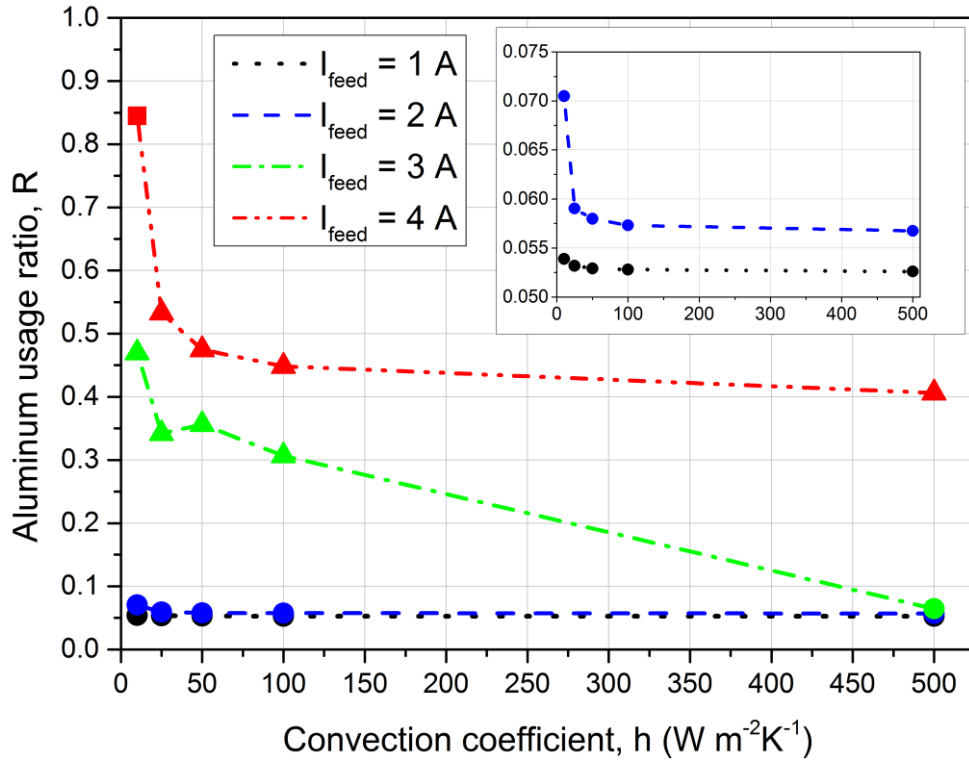 1.0
0.9
0.8
0.7
0.6
0.5
0.4
0.3
0.2
0.1
0.0
Aluminum usage ratio, R
I_feed = 1 A
I_feed = 2 A
I_feed = 3 A
I_feed = 4 A
0.075
0.070
0.065
0.060
0.055
0.050
0 100 200 300 400 500
0 50 100 150 200 250 300 350 400 450 500
Convection coefficient, h (W m⁻²K⁻¹)